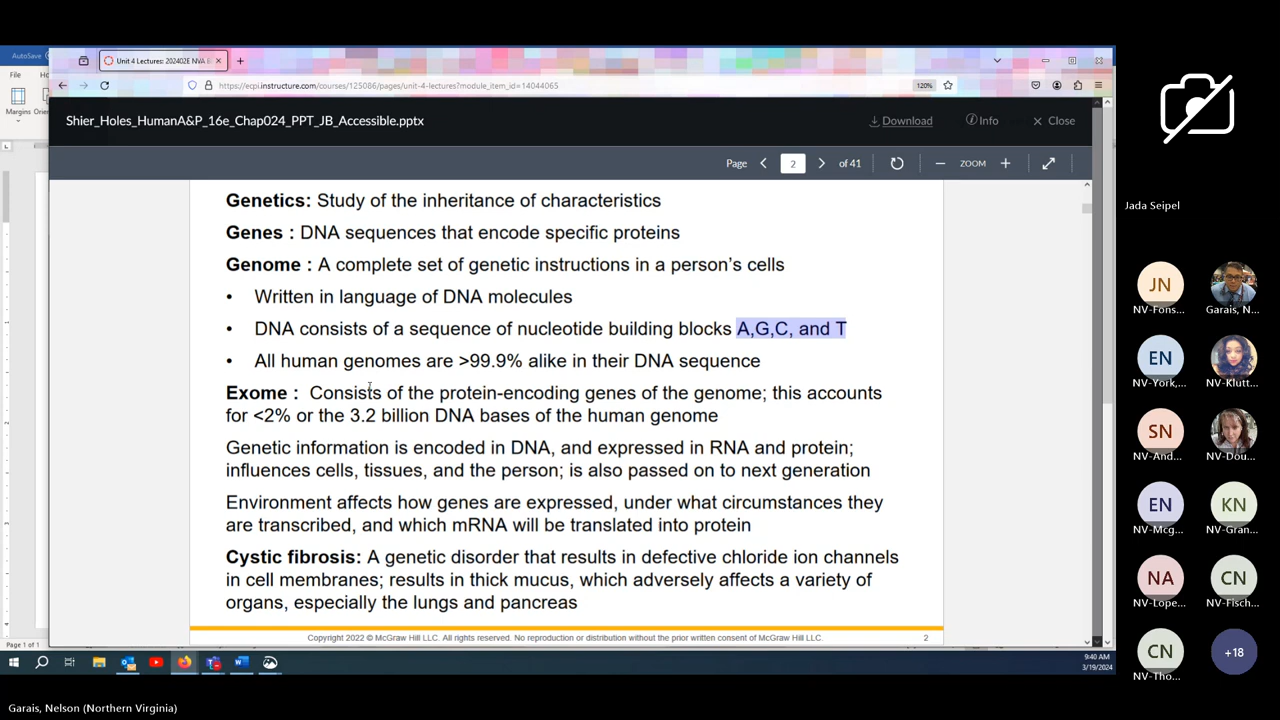 AutoSave
Unit 4 Lectures: 202402E NVA
File
Ho
https://ecpi.instructure.com/courses/125086/pages/unit-4-lectures?module_item_id=14044065
120%
Margins
Shier_Holes_HumanA&P_16e_Chap024_PPT_JB_Accessible.pptx
Download
Info
Close
Page
2
of 41
ZOOM
Genetics: Study of the inheritance of characteristics
Genes : DNA sequences that encode specific proteins
Genome : A complete set of genetic instructions in a person’s cells
• Written in language of DNA molecules
• DNA consists of a sequence of nucleotide building blocks A,G,C, and T
• All human genomes are >99.9% alike in their DNA sequence
Exome : Consists of the protein-encoding genes of the genome; this accounts
for <2% or the 3.2 billion DNA bases of the human genome
Genetic information is encoded in DNA, and expressed in RNA and protein;
influences cells, tissues, and the person; is also passed on to next generation
Environment affects how genes are expressed, under what circumstances they
are transcribed, and which mRNA will be translated into protein
Cystic fibrosis: A genetic disorder that results in defective chloride ion channels
in cell membranes; results in thick mucus, which adversely affects a variety of
organs, especially the lungs and pancreas
Copyright 2022 © McGraw Hill LLC. All rights reserved. No reproduction or distribution without the prior written consent of McGraw Hill LLC.
2
Page 1 of 1
9:40 AM
3/19/2024
Jada Seipel
JN
NV-Fons...
Garais, N...
EN
NV-York,...
NV-Klutt...
SN
NV-And...
NV-Dou...
EN
NV-Mcg...
KN
NV-Gran...
NA
NV-Lope...
CN
NV-Fisch...
CN
NV-Tho...
+18
Garais, Nelson (Northern Virginia)